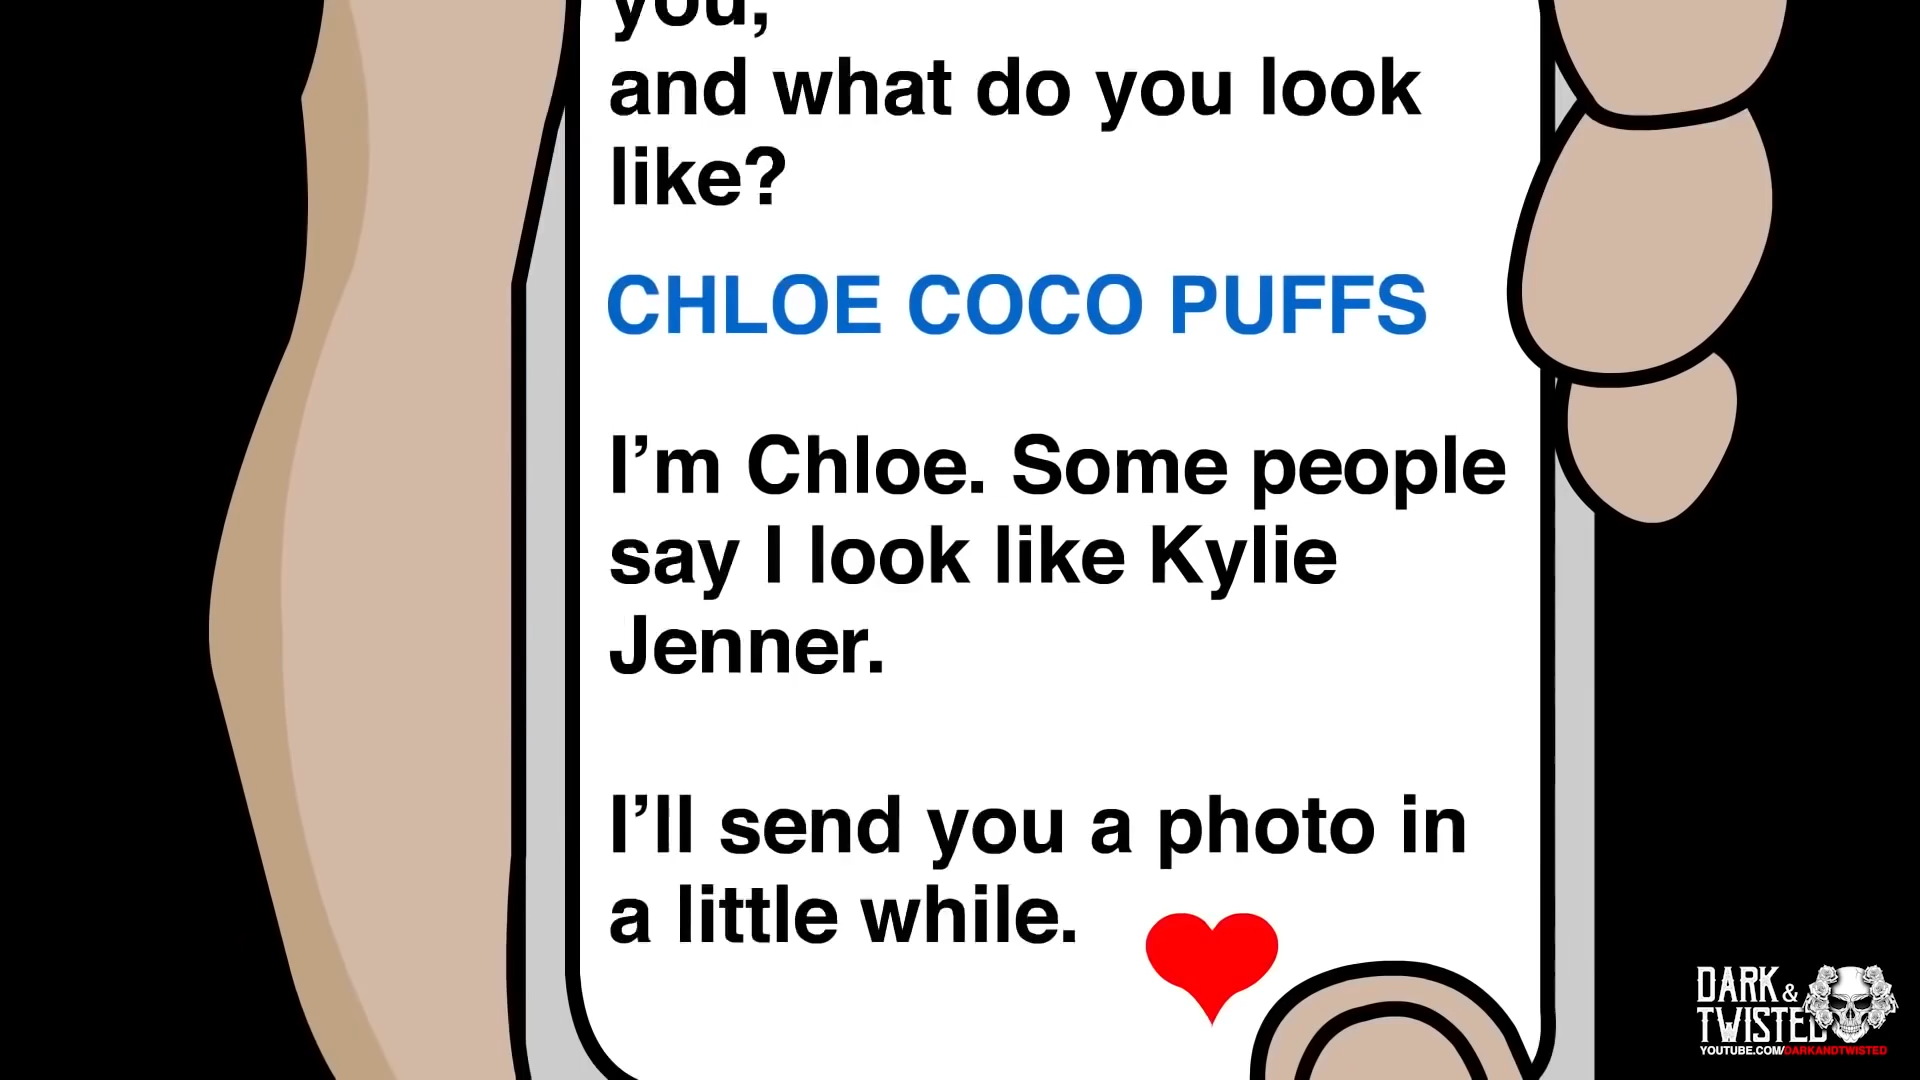 you,
and what do you look
like?
CHLOE COCO PUFFS
I’m Chloe. Some people
say I look like Kylie
Jenner.
I’ll send you a photo in
a little while.
DARK &
TWISTED
YOUTUBE.COM/DARKANDTWISTED